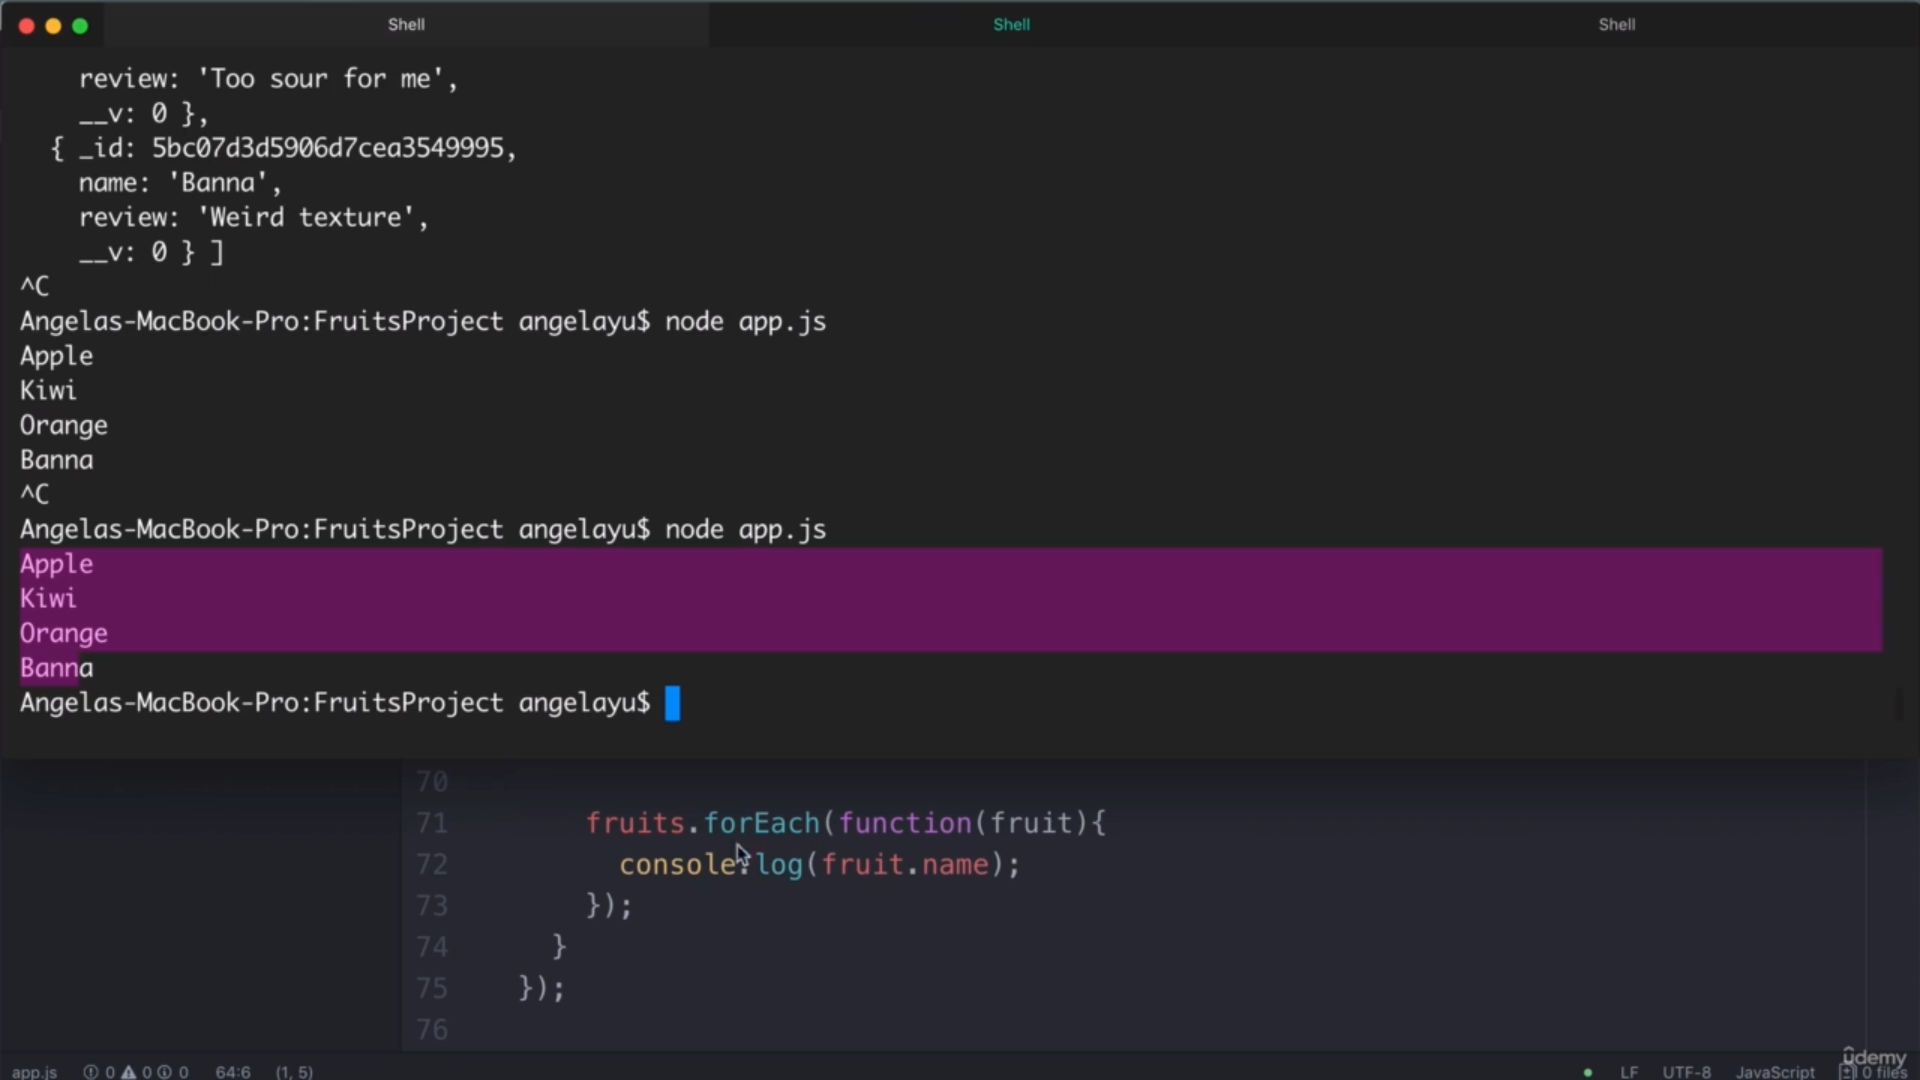 Shell
Shell
Shell
review: 'Too sour for me',
__v: 0 },
{ _id: 5bc07d3d5906d7cea3549995,
name: 'Banna',
review: 'Weird texture',
__v: 0 } ]
^C
Angelas-MacBook-Pro:FruitsProject angelayu$ node app.js
Apple
Kiwi
Orange
Banna
^C
Angelas-MacBook-Pro:FruitsProject angelayu$ node app.js
Apple
Kiwi
Orange
Banna
Angelas-MacBook-Pro:FruitsProject angelayu$
70
71 fruits.forEach(function(fruit){
72 console.log(fruit.name);
73 });
74 }
75 });
76
app.js 0 0 0 64:6 (1, 5) LF UTF-8 JavaScript 0 files
ûdemy